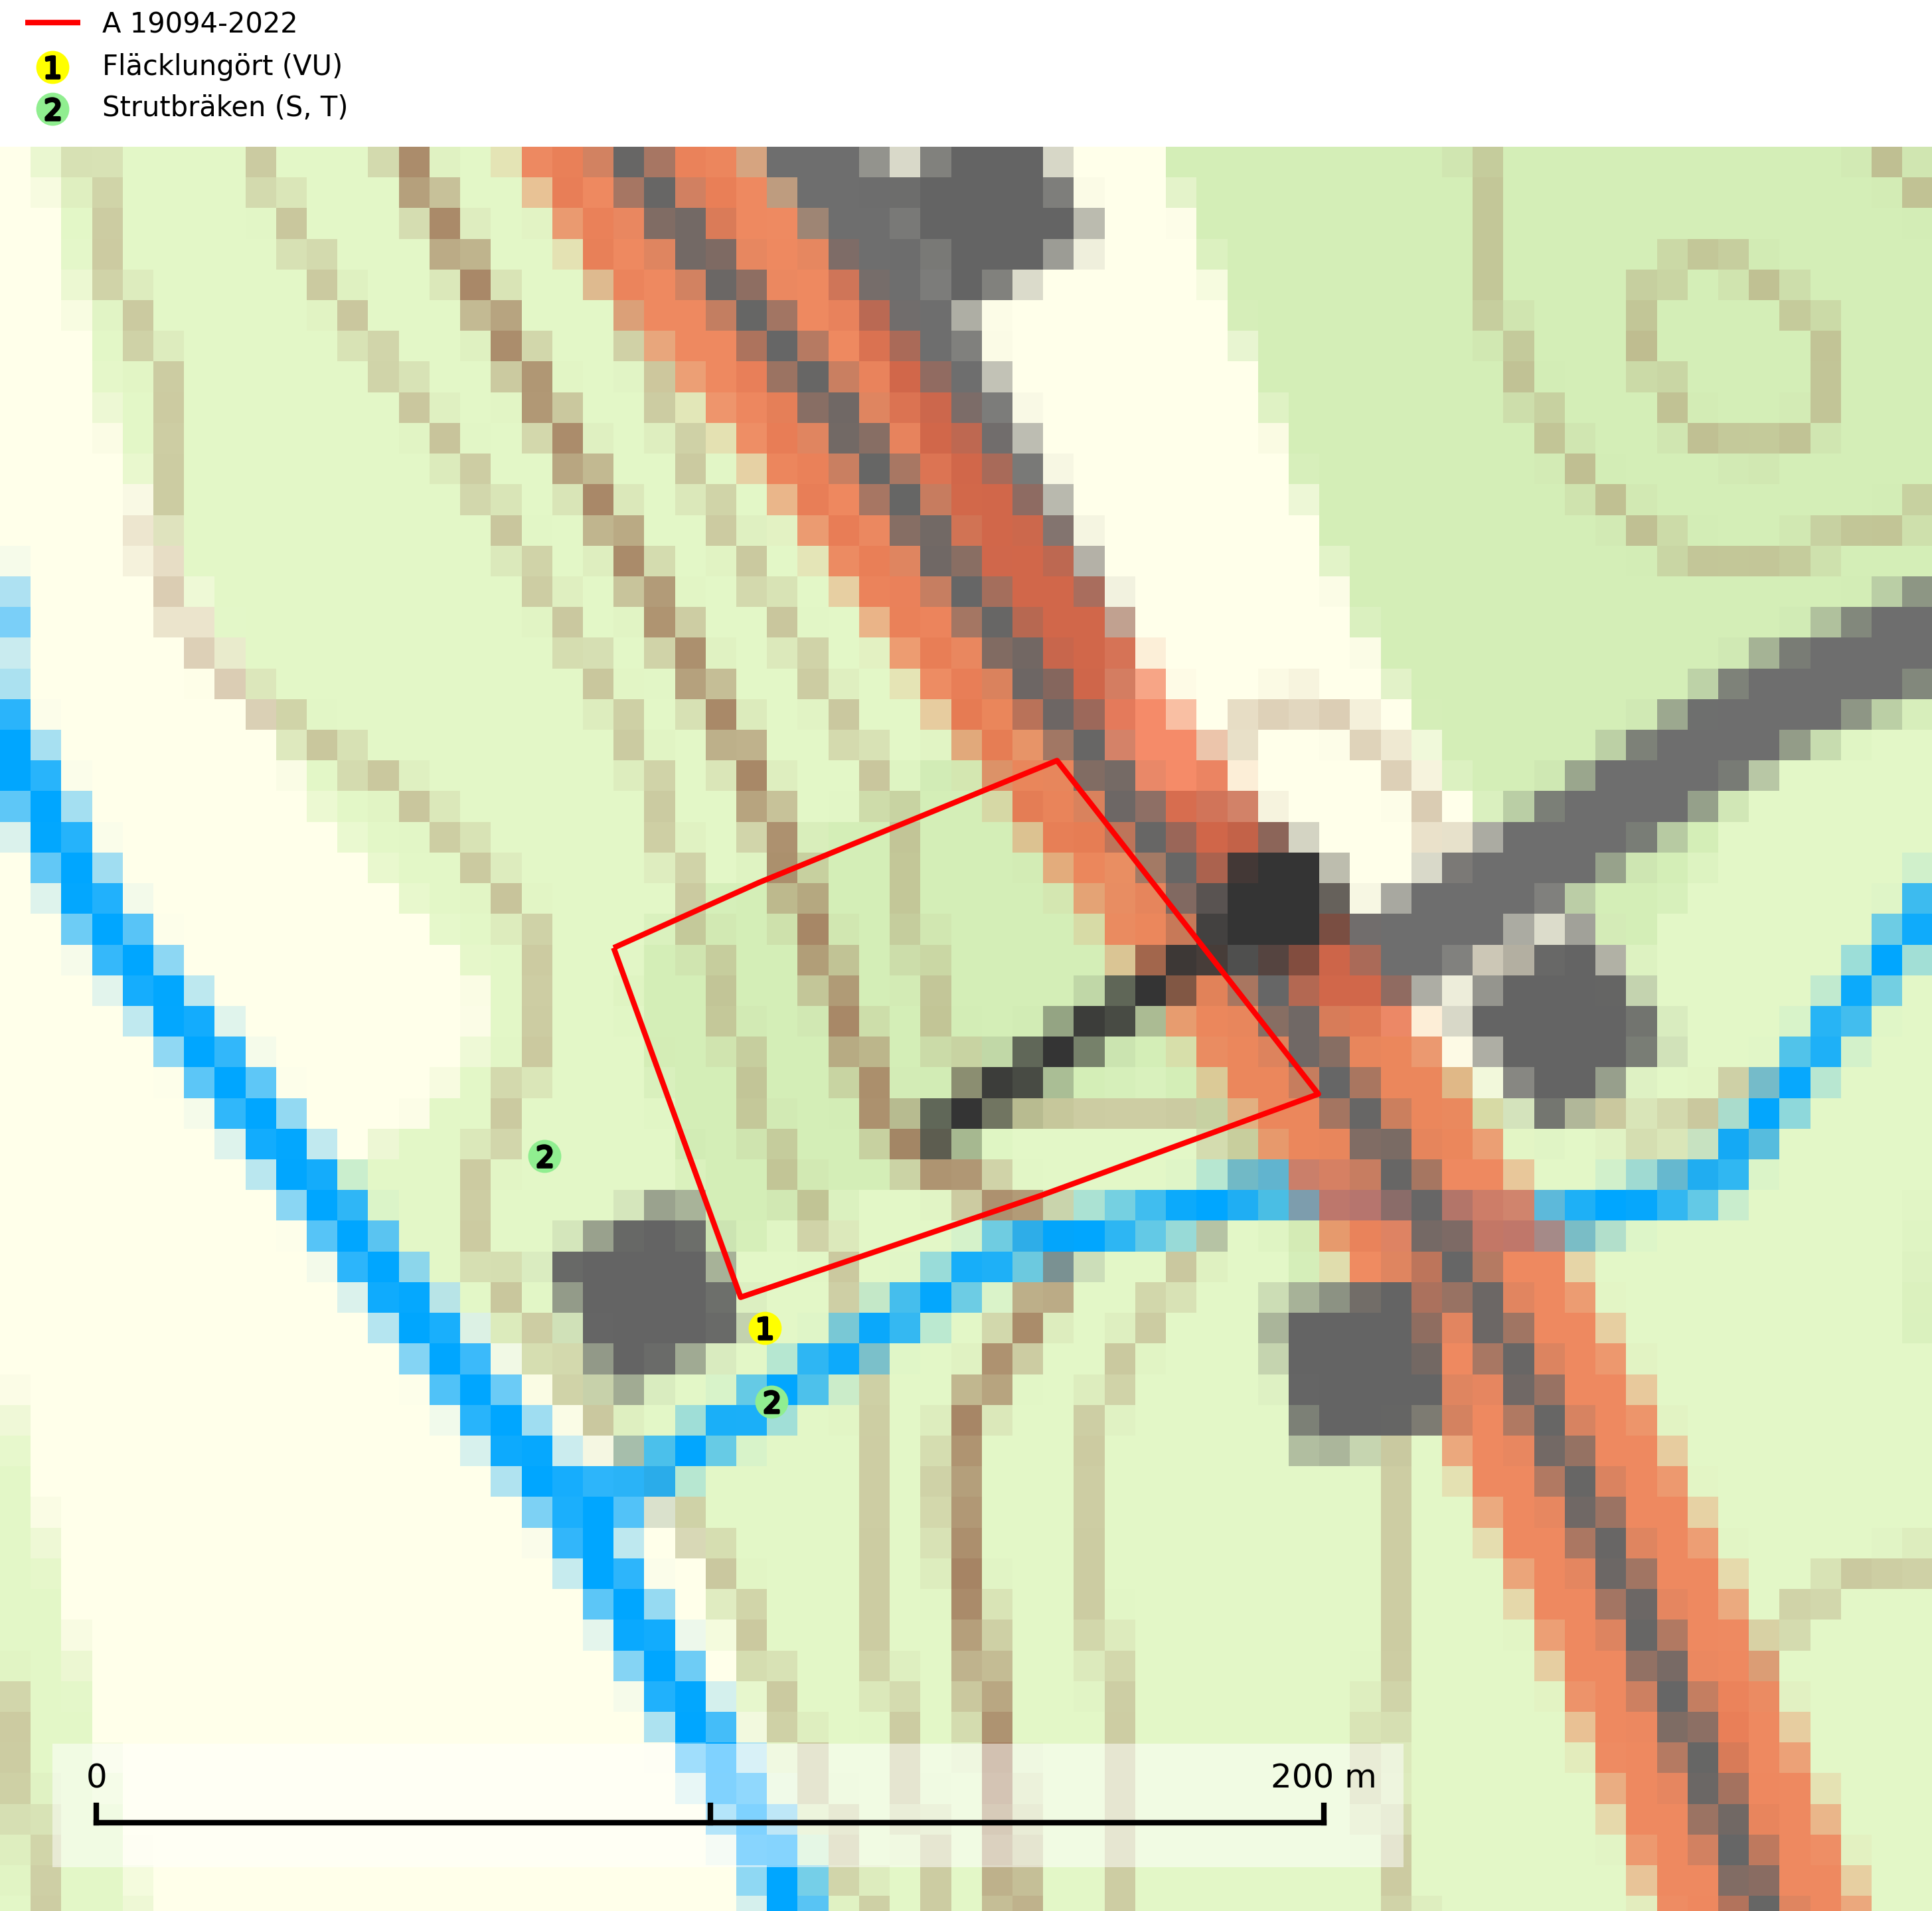 A 19094-2022
1 Fläcklungört (VU)
2 Strutbräken (S, T)
2
1
2
0 200 m